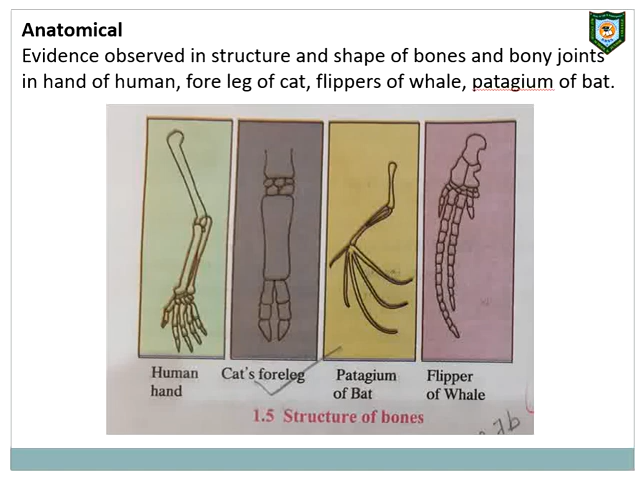 Anatomical
Evidence observed in structure and shape of bones and bony joints
in hand of human, fore leg of cat, flippers of whale, patagium of bat.
Human
hand
Cat's foreleg
Patagium
of Bat
Flipper
of Whale
1.5 Structure of bones